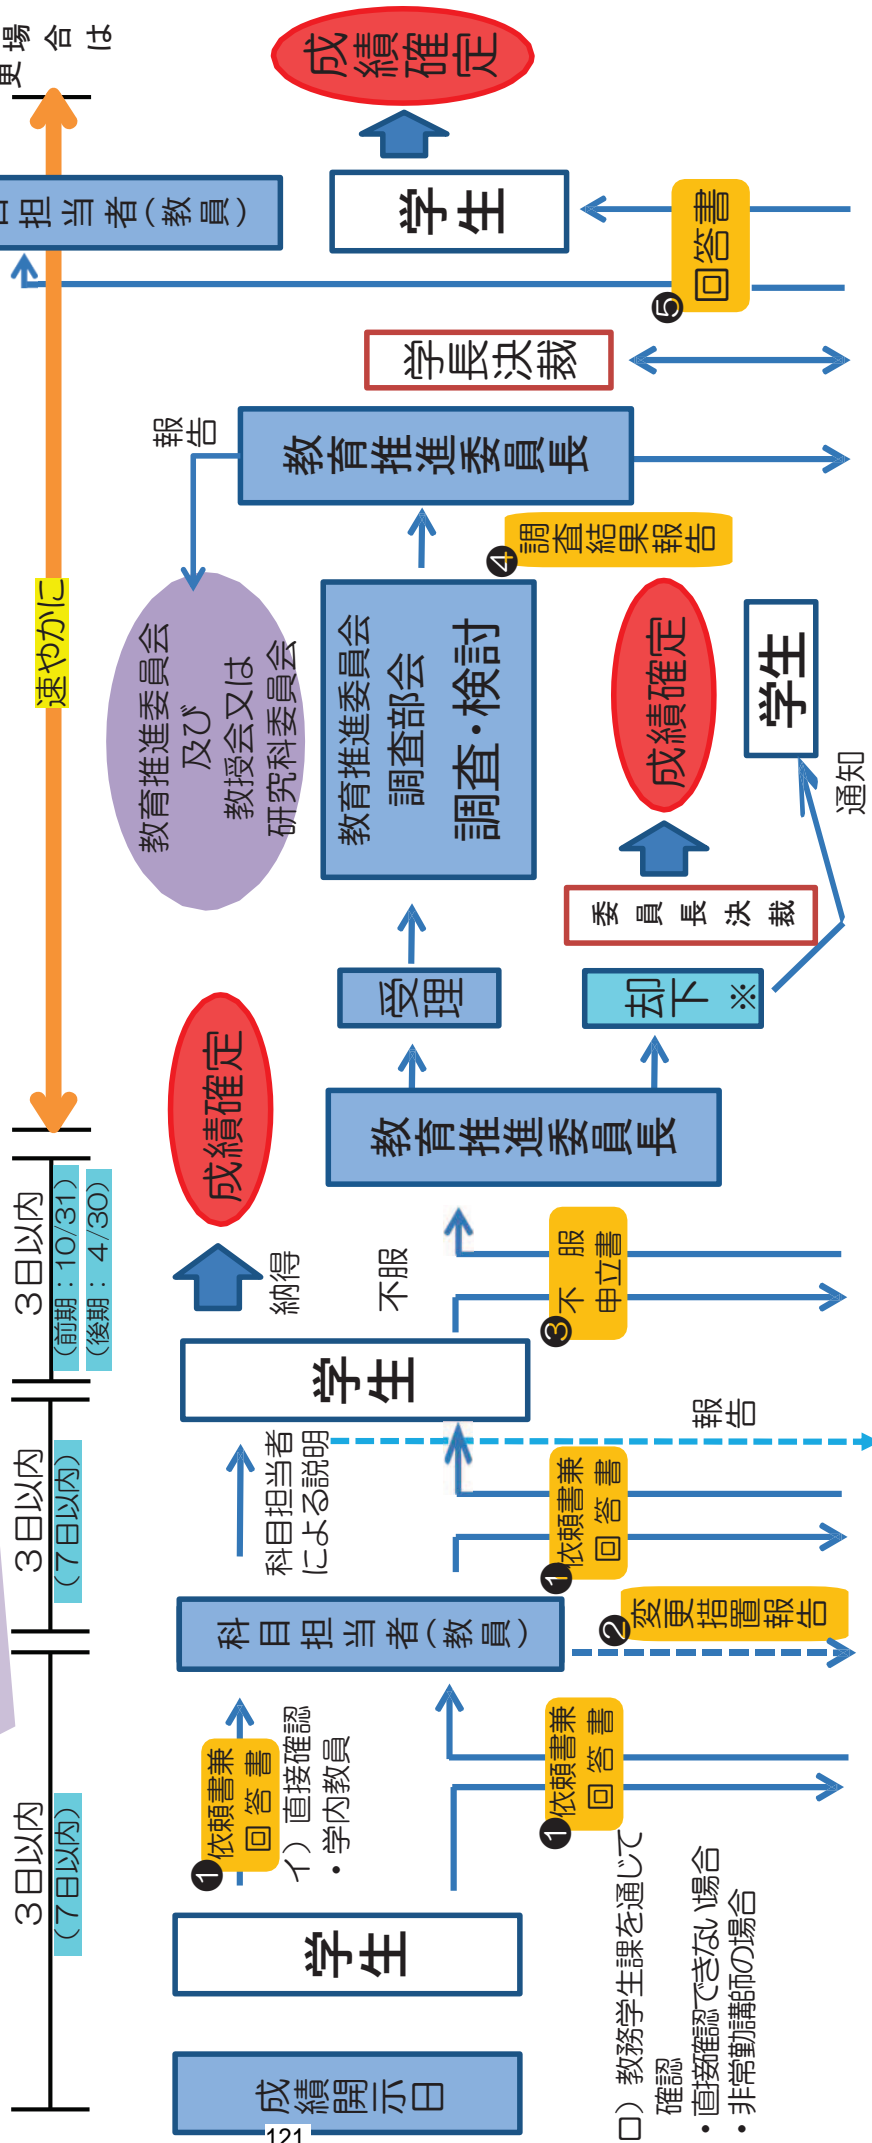 成績開示日
3日以内
(7日以内)
学生
❶依頼書兼
回答書
イ)直接確認
・学内教員
❶依頼書兼
回答書
ロ)教務学生課を通じて
確認
・直接確認できない場合
・非常勤講師の場合
3日以内
(7日以内)
科目担当者(教員)
❷変更措置報告
科目担当者
による説明
❶依頼書兼
回答書
報告
3日以内
(前期:10/31)
(後期: 4/30)
学生
納得
成績確定
不服
❸不服
申立書
速やかに
教育推進委員長
受理
却下
※
委員長決裁
成績確定
通知
学生
教育推進委員会
調査部会
調査・検討
❹調査結果報告
教育推進委員会
及び
教授会又は
研究科委員会
報告
教育推進委員長
学長決裁
❺回答書
担当者(教員)
学生
成績確定
更
場合は
121